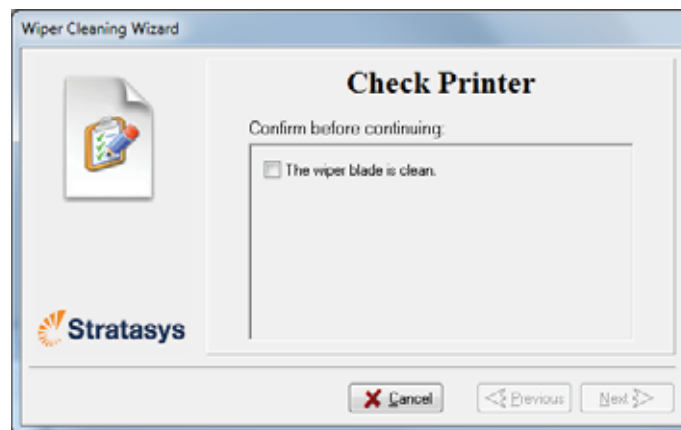 Wiper Cleaning Wizard
Check Printer
Confirm before continuing:
The wiper blade is clean.
Stratasys
Cancel
Previous
Next